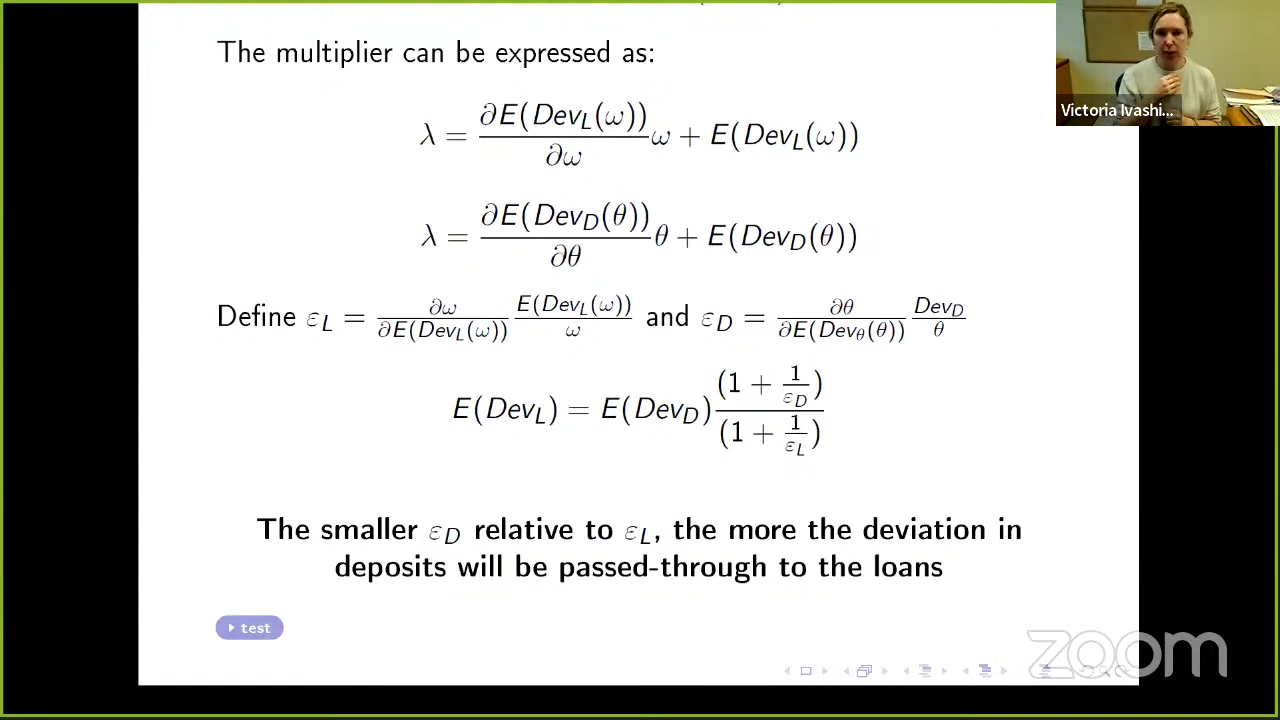 The multiplier can be expressed as:
Victoria Ivashi...
λ = ∂E(Dev_L(ω))/∂ω ω + E(Dev_L(ω))
λ = ∂E(Dev_D(θ))/∂θ θ + E(Dev_D(θ))
Define ε_L = ∂ω/∂E(Dev_L(ω)) E(Dev_L(ω))/ω and ε_D = ∂θ/∂E(Dev_θ(θ)) Dev_D/θ
E(Dev_L) = E(Dev_D) (1 + 1/ε_D)/(1 + 1/ε_L)
The smaller ε_D relative to ε_L, the more the deviation in
deposits will be passed-through to the loans
test
zoom